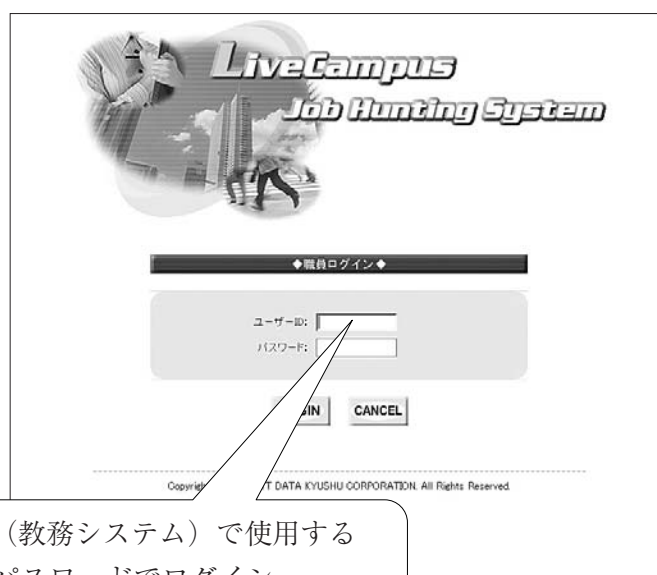 LiveCampus
Job Hunting System
◆職員ログイン◆
ユーザーID:
パスワード:
CANCEL
DATA KYUSHU CORPORATION. All Rights Reserved.
（教務システム）で使用する
パスワードでログイン